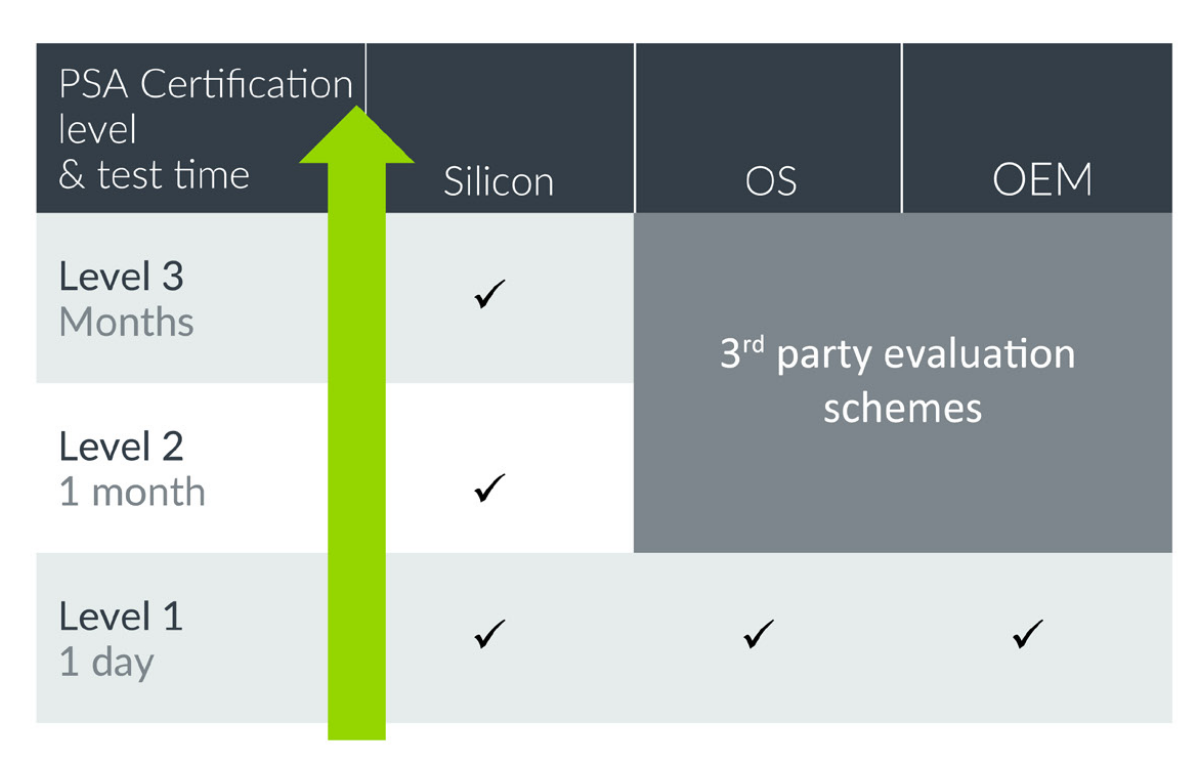 PSA Certification
level
& test time
Silicon
OS
OEM
Level 3
Months
✓
3rd party evaluation
schemes
Level 2
1 month
✓
Level 1
1 day
✓
✓
✓